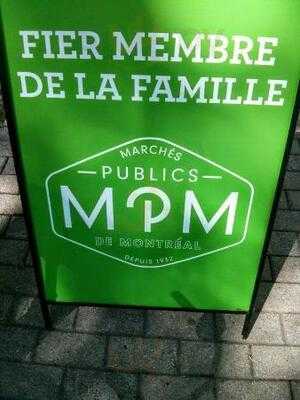 FIER MEMBRE
DE LA FAMILLE
MARCHÉS
PUBLICS
MPM
DE MONTRÉAL
DEPUIS 1932